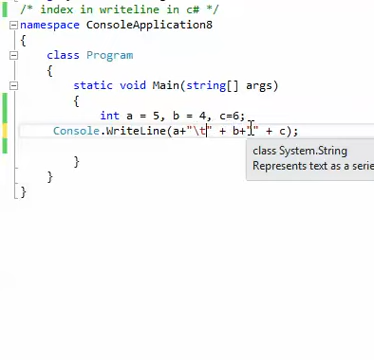 /* index in writeline in c# */
namespace ConsoleApplication8
{
class Program
{
static void Main(string[] args)
{
int a = 5, b = 4, c=6;
Console.WriteLine(a+"\t" + b+" " + c);
}
}
}
class System.String
Represents text as a serie